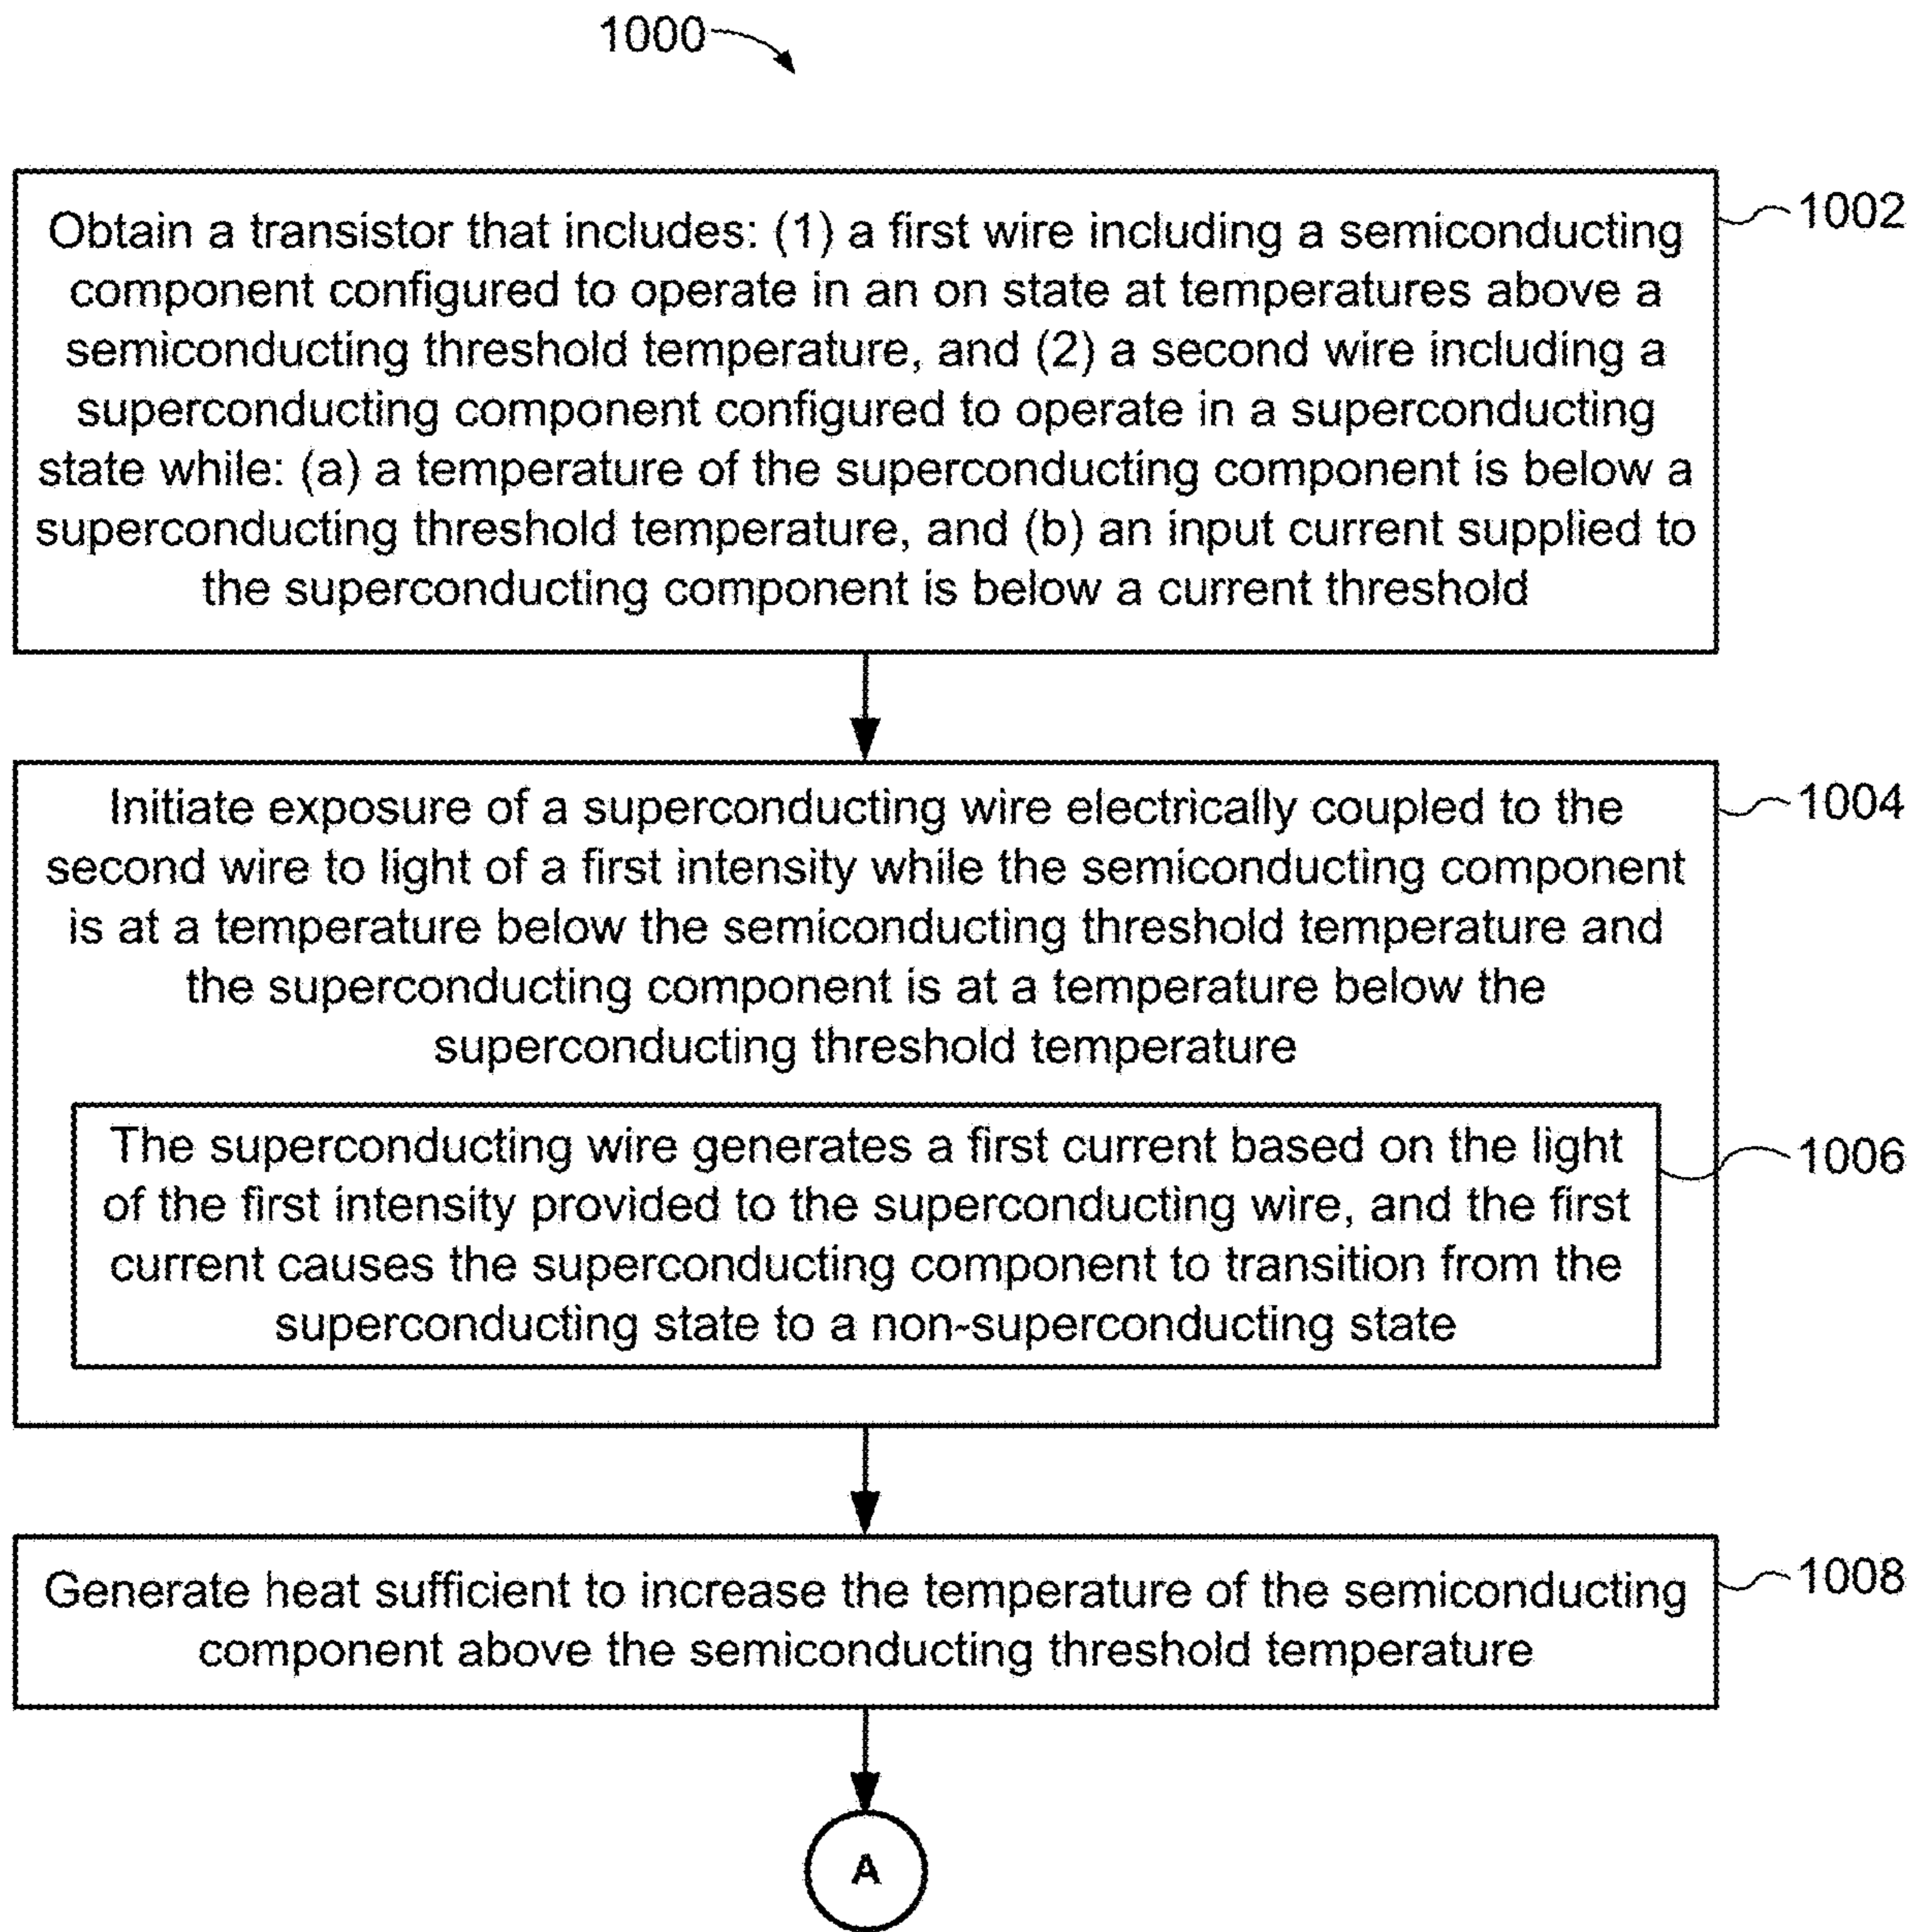 1000
Obtain a transistor that includes: (1) a first wire including a semiconducting
component configured to operate in an on state at temperatures above a
semiconducting threshold temperature, and (2) a second wire including a
superconducting component configured to operate in a superconducting
state while: (a) a temperature of the superconducting component is below a
superconducting threshold temperature, and (b) an input current supplied to
the superconducting component is below a current threshold
1002
Initiate exposure of a superconducting wire electrically coupled to the
second wire to light of a first intensity while the semiconducting component
is at a temperature below the semiconducting threshold temperature and
the superconducting component is at a temperature below the
superconducting threshold temperature
1004
The superconducting wire generates a first current based on the light
of the first intensity provided to the superconducting wire, and the first
current causes the superconducting component to transition from the
superconducting state to a non-superconducting state
1006
Generate heat sufficient to increase the temperature of the semiconducting
component above the semiconducting threshold temperature
1008
A